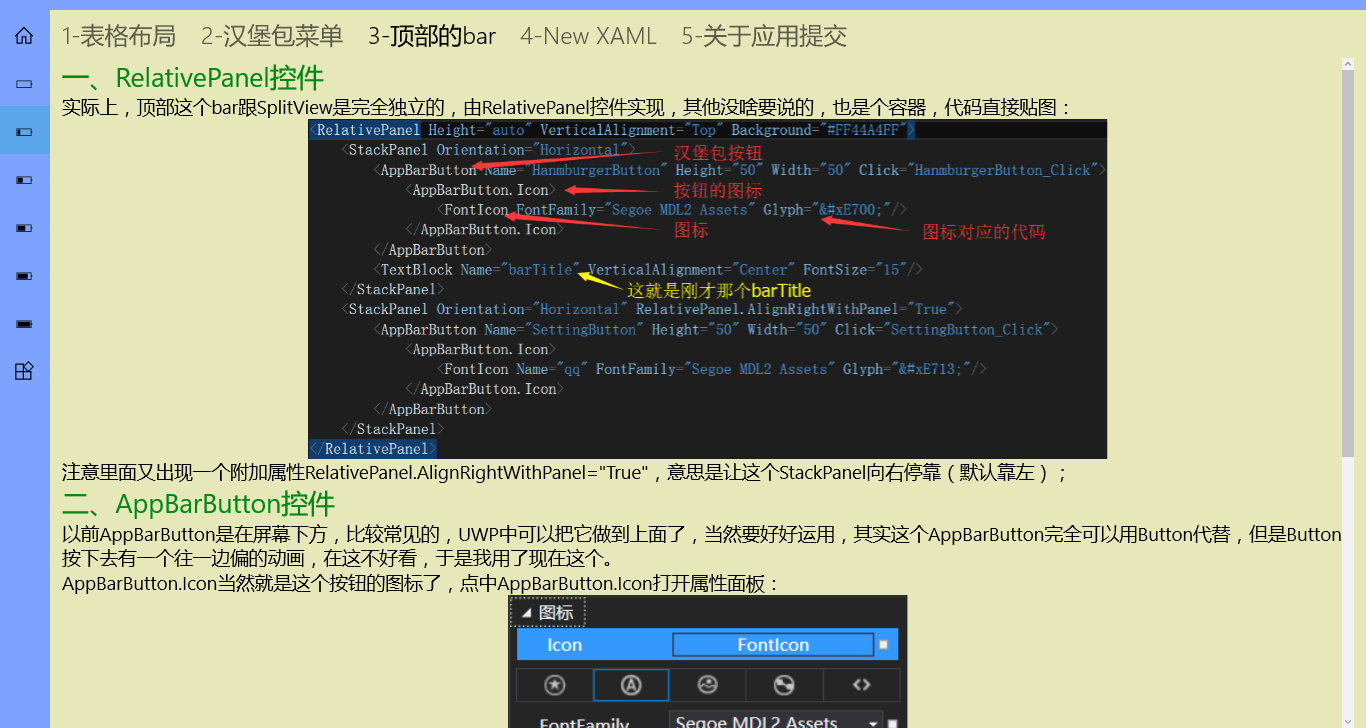 1-表格布局 2-汉堡包菜单 3-顶部的bar 4-New XAML 5-关于应用提交
一、RelativePanel控件
实际上，顶部这个bar跟SplitView是完全独立的，由RelativePanel控件实现，其他没啥要说的，也是个容器，代码直接贴图：
<RelativePanel Height="auto" VerticalAlignment="Top" Background="#FF44A4FF">
<StackPanel Orientation="Horizontal">
汉堡包按钮
<AppBarButton Name="HanmburgerButton" Height="50" Width="50" Click="HanmburgerButton_Click">
<AppBarButton.Icon>
按钮的图标
<FontIcon FontFamily="Segoe MDL2 Assets" Glyph="&#xE700;"/>
</AppBarButton.Icon>
图标
图标对应的代码
</AppBarButton>
<TextBlock Name="barTitle" VerticalAlignment="Center" FontSize="15"/>
</StackPanel>
这就是刚才那个barTitle
<StackPanel Orientation="Horizontal" RelativePanel.AlignRightWithPanel="True">
<AppBarButton Name="SettingButton" Height="50" Width="50" Click="SettingButton_Click">
<AppBarButton.Icon>
<FontIcon Name="qq" FontFamily="Segoe MDL2 Assets" Glyph="&#xE713;"/>
</AppBarButton.Icon>
</AppBarButton>
</StackPanel>
</RelativePanel>
注意里面又出现一个附加属性RelativePanel.AlignRightWithPanel="True"，意思是让这个StackPanel向右停靠（默认靠左）；
二、AppBarButton控件
以前AppBarButton是在屏幕下方，比较常见的，UWP中可以把它做到上面了，当然要好好运用，其实这个AppBarButton完全可以用Button代替，但是Button
按下去有一个往一边偏的动画，在这不好看，于是我用了现在这个。
AppBarButton.Icon当然就是这个按钮的图标了，点中AppBarButton.Icon打开属性面板：
图标
Icon FontIcon
FontFamily Segoe MDL2 Assets